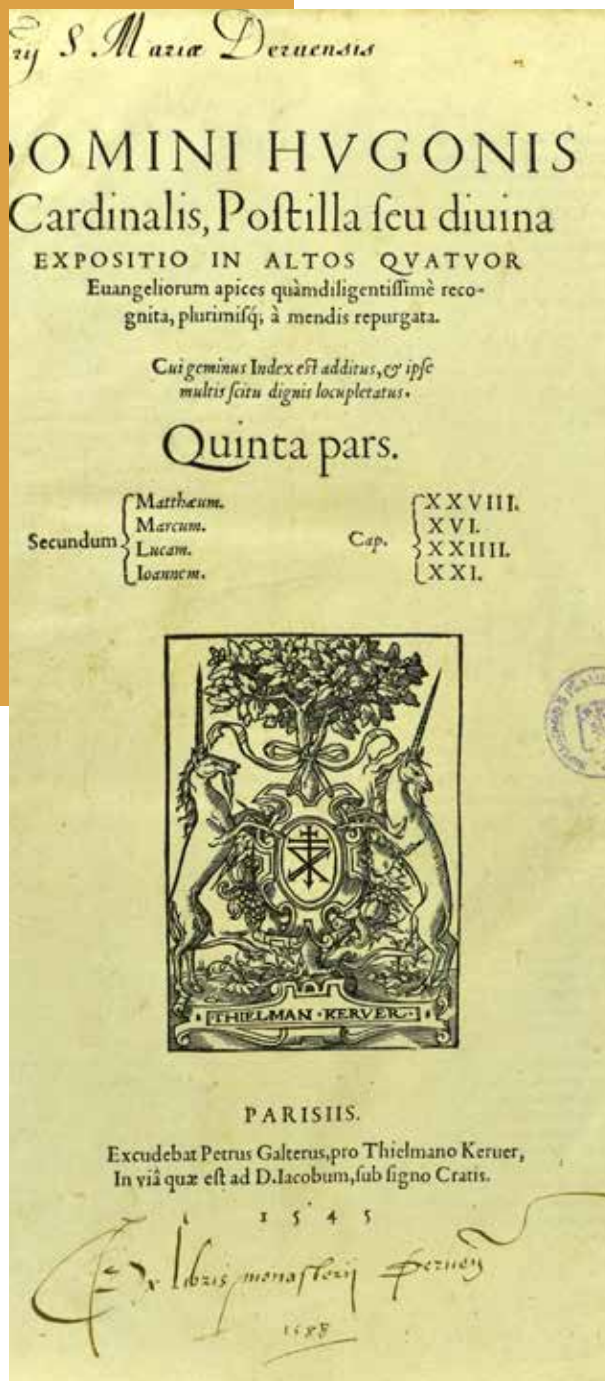 rij S. Mariæ Deruensis
DOMINI HVGONIS
Cardinalis, Poſtilla ſeu diuina
EXPOSITIO IN ALTOS QVATVOR
Euangeliorum apices quàmdiligentiſſimè reco-
gnita, plurimiſq; à mendis repurgata.
Cui geminus Index eſt additus, & ipſe
multis ſcitu dignis locupletatus.
Quinta pars.
Secundum
Matthæum.
Marcum.
Lucam.
Ioannem.
Cap.
XXVIII.
XVI.
XXIIII.
XXI.
THIELMAN·KERVER·
PARISIIS.
Excudebat Petrus Galterus, pro Thielmano Keruer,
In viâ quæ eſt ad D. Iacobum, ſub ſigno Cratis.
1545
Ex libris monaſterij